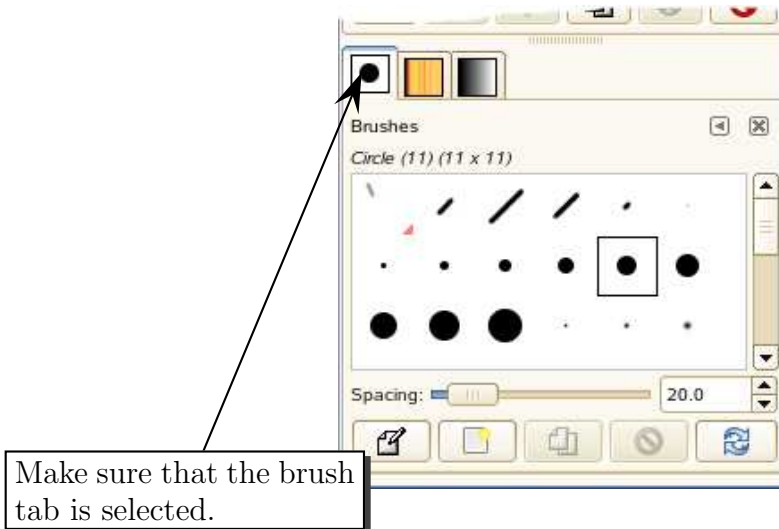 Brushes
Circle (11) (11 x 11)
Spacing:
20.0
Make sure that the brush
tab is selected.